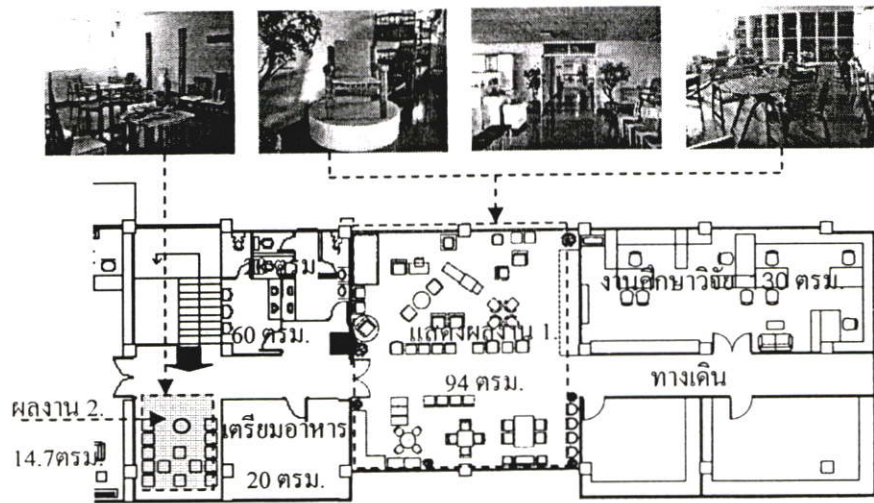 ตรม.
60 ตรม.
แสดงผลงาน 1.
94 ตรม.
งานศึกษาวิจัย 130 ตรม.
ทางเดิน
ผลงาน 2.
14.7ตรม.
เตรียมอาหาร
20 ตรม.